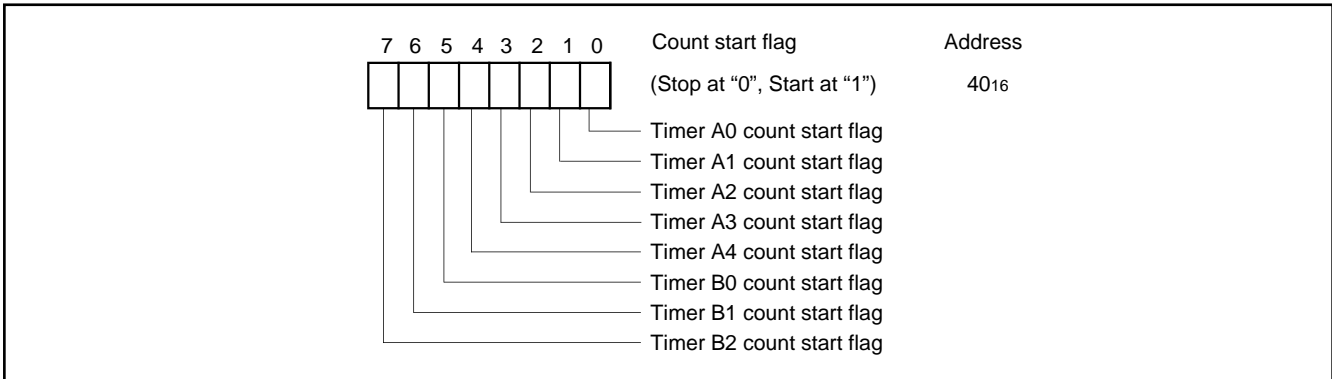 7 6 5 4 3 2 1 0 Count start flag Address
(Stop at “0”, Start at “1”) 4016
Timer A0 count start flag
Timer A1 count start flag
Timer A2 count start flag
Timer A3 count start flag
Timer A4 count start flag
Timer B0 count start flag
Timer B1 count start flag
Timer B2 count start flag